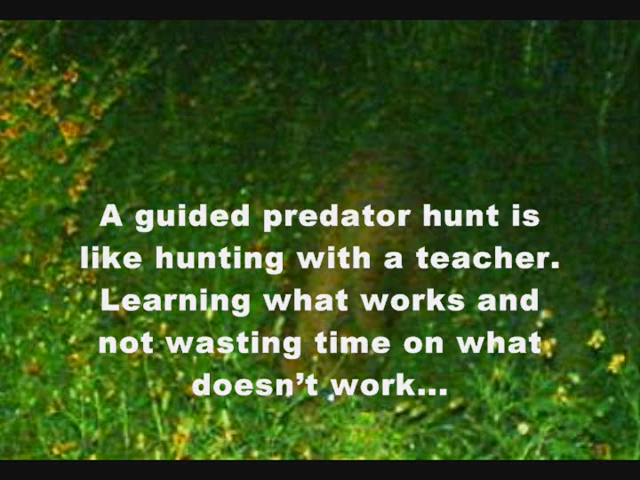 A guided predator hunt is
like hunting with a teacher.
Learning what works and
not wasting time on what
doesn’t work...